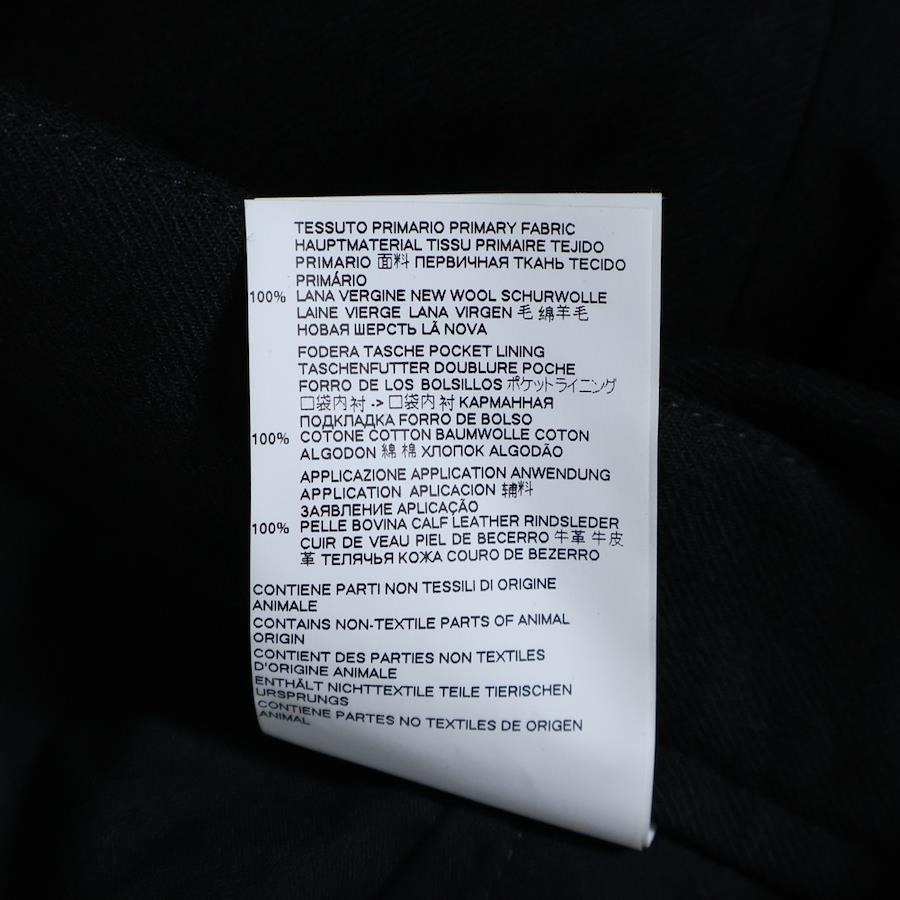 TESSUTO PRIMARIO PRIMARY FABRIC
HAUPTMATERIAL TISSU PRIMAIRE TEJIDO
PRIMARIO 面料 ПЕРВИЧНАЯ ТКАНЬ TECIDO
PRIMÁRIO
100% LANA VERGINE NEW WOOL SCHURWOLLE
LAINE VIERGE LANA VIRGEN 毛 绵羊毛
НОВАЯ ШЕРСТЬ LÃ NOVA
FODERA TASCHE POCKET LINING
TASCHENFUTTER DOUBLURE POCHE
FORRO DE LOS BOLSILLOS ポケットライニング
口袋内衬 -> 口袋内衬 КАРМАННАЯ
ПОДКЛАДКА FORRO DE BOLSO
100% COTONE COTTON BAUMWOLLE COTON
ALGODON 綿 棉 ХЛОПОК ALGODÃO
APPLICAZIONE APPLICATION ANWENDUNG
APPLICATION APLICACION 辅料
ЗАЯВЛЕНИЕ APLICAÇÃO
100% PELLE BOVINA CALF LEATHER RINDSLEDER
CUIR DE VEAU PIEL DE BECERRO 牛革 牛皮
革 ТЕЛЯЧЬЯ КОЖА COURO DE BEZERRO
CONTIENE PARTI NON TESSILI DI ORIGINE
ANIMALE
CONTAINS NON-TEXTILE PARTS OF ANIMAL
ORIGIN
CONTIENT DES PARTIES NON TEXTILES
D'ORIGINE ANIMALE
ENTHÄLT NICHTTEXTILE TEILE TIERISCHEN
URSPRUNGS
CONTIENE PARTES NO TEXTILES DE ORIGEN
ANIMAL